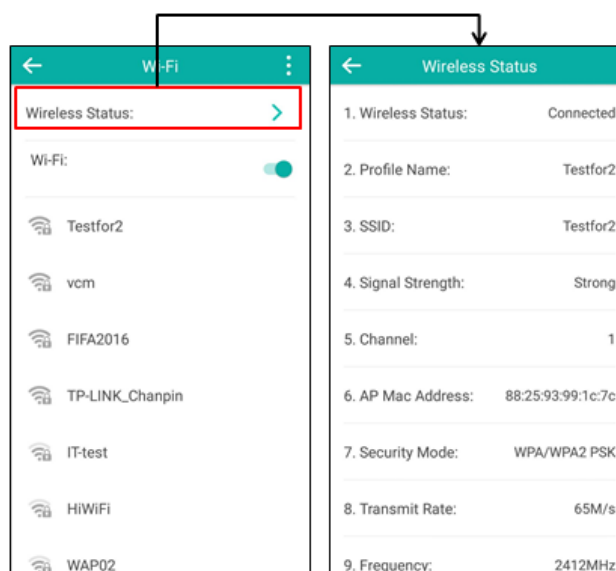 Wi-Fi
Wireless Status:
Wi-Fi:
Testfor2
vcm
FIFA2016
TP-LINK_Chanpin
IT-test
HiWiFi
WAP02
Wireless Status
1. Wireless Status: Connected
2. Profile Name: Testfor2
3. SSID: Testfor2
4. Signal Strength: Strong
5. Channel: 1
6. AP Mac Address: 88:25:93:99:1c:7c
7. Security Mode: WPA/WPA2 PSK
8. Transmit Rate: 65M/s
9. Frequency: 2412MHz